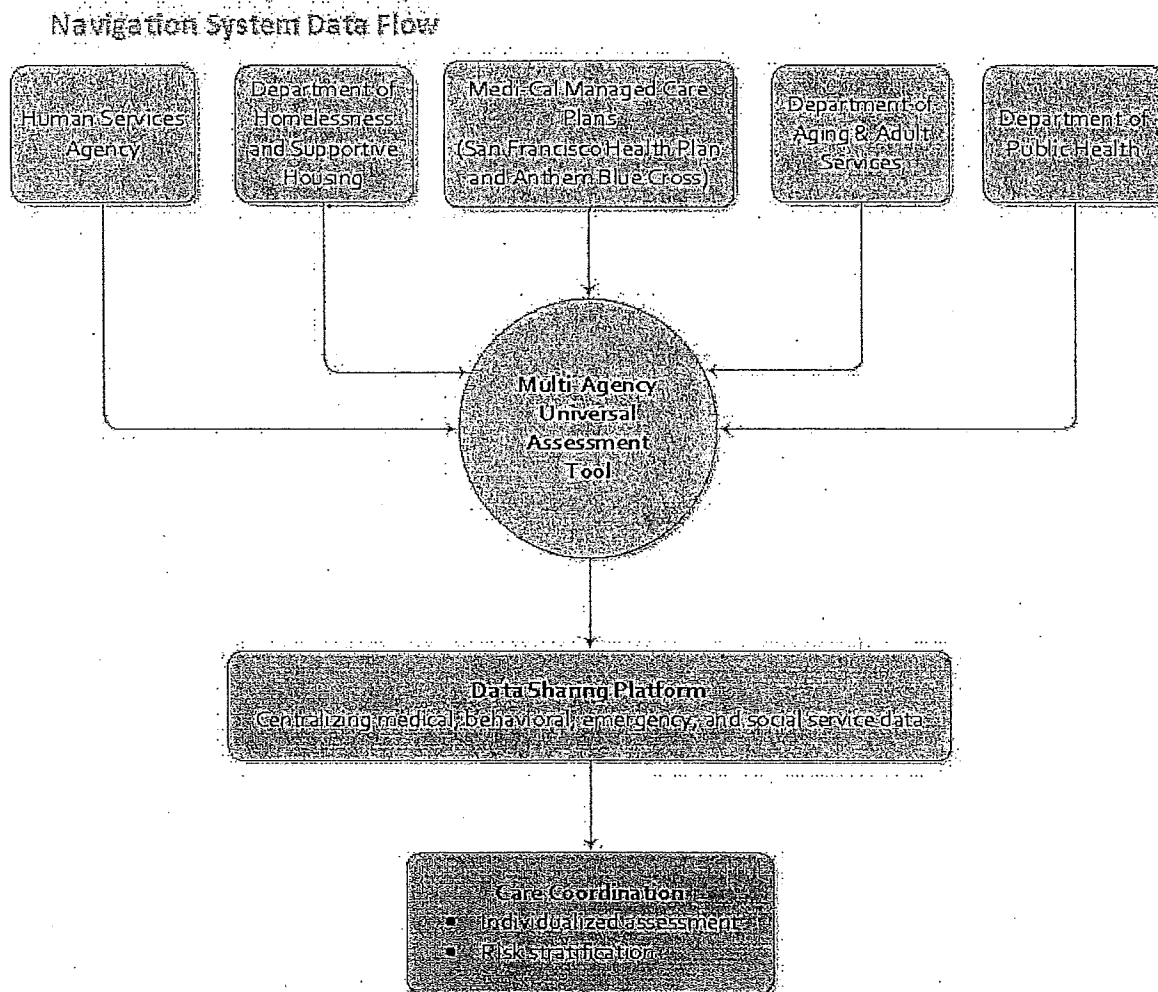 Navigation System Data Flow
Human Services
Agency
Department of
Homelessness
and Supportive
Housing
Medi-Cal Managed Care
Plans
(San Francisco Health Plan
and Anthem Blue Cross)
Department of
Aging & Adult
Services
Department of
Public Health
Multi Agency
Universal
Assessment
Tool
Data Sharing Platform
Centralizing medical, behavioral, emergency, and social service data
Care Coordination
▪ Individualized assessment
▪ Risk stratification